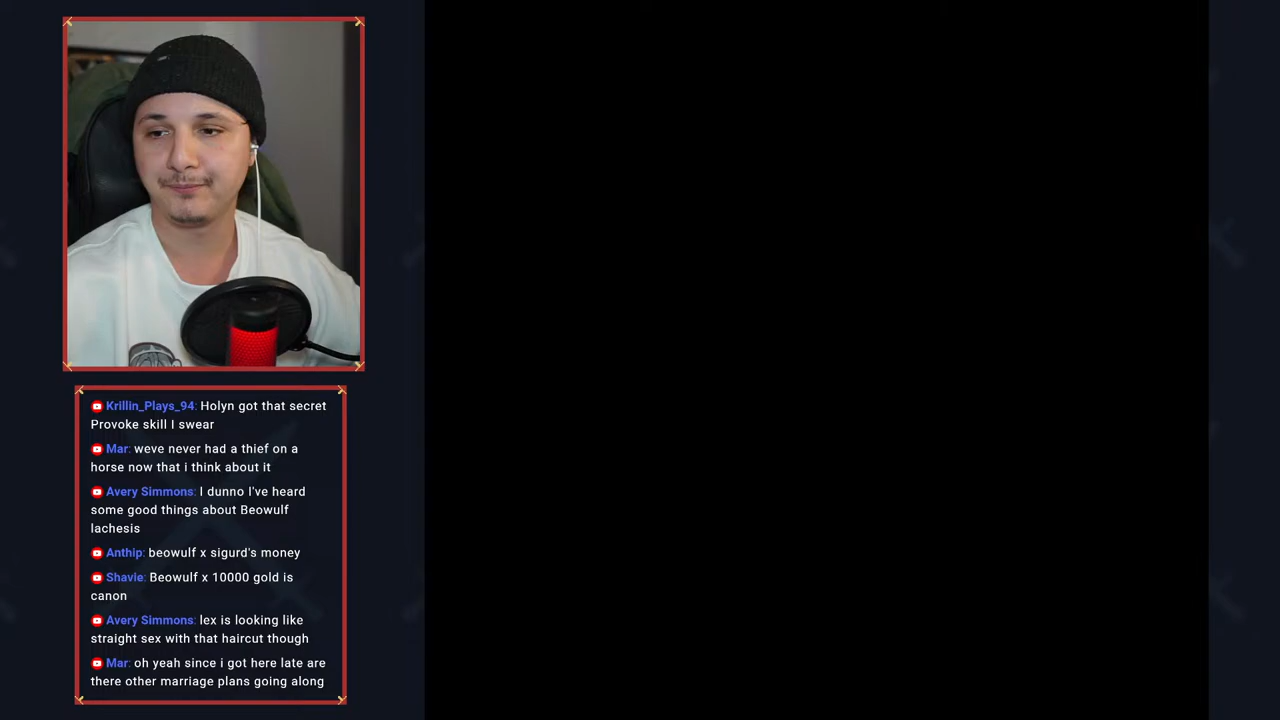 Krillin_Plays_94: Holyn got that secret
Provoke skill I swear
Mar: weve never had a thief on a
horse now that i think about it
Avery Simmons: I dunno I've heard
some good things about Beowulf
lachesis
Anthip: beowulf x sigurd's money
Shavie: Beowulf x 10000 gold is
canon
Avery Simmons: lex is looking like
straight sex with that haircut though
Mar: oh yeah since i got here late are
there other marriage plans going along